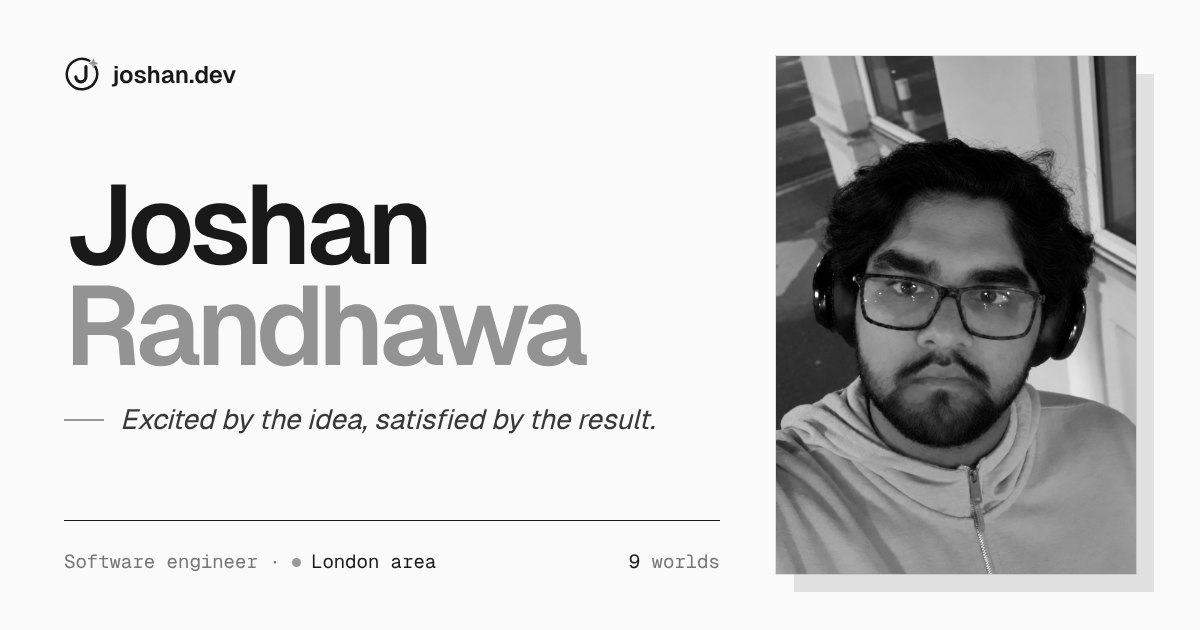 joshan.dev
Joshan
Randhawa
Excited by the idea, satisfied by the result.
Software engineer · ● London area
9 worlds